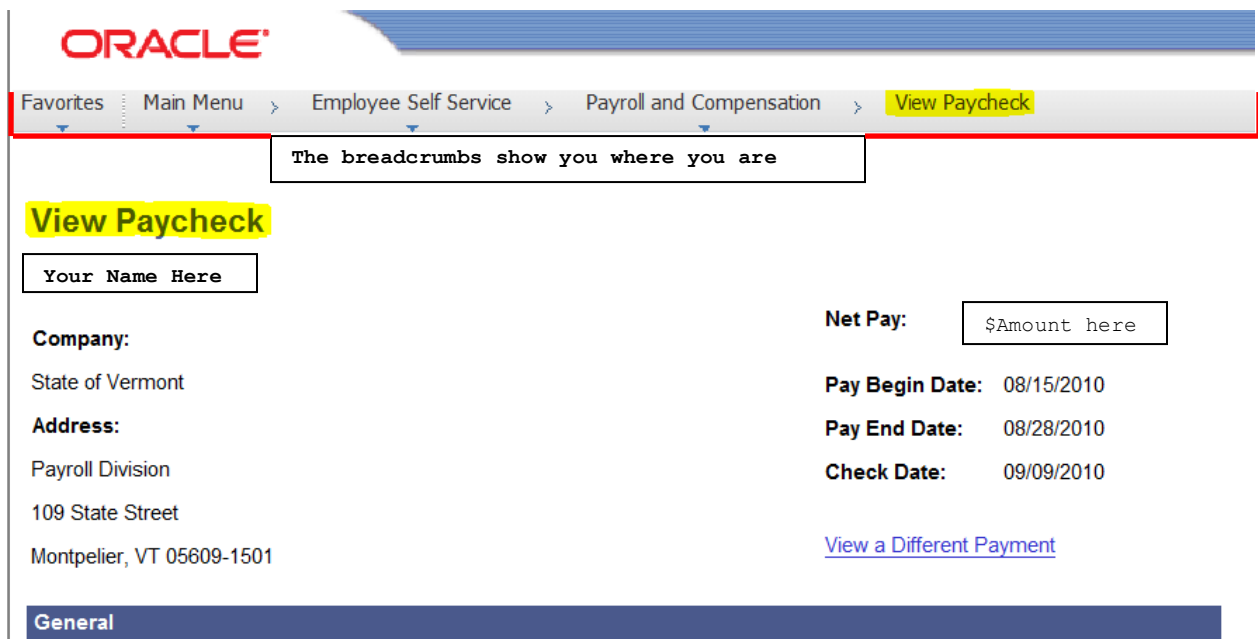 ORACLE
Favorites Main Menu > Employee Self Service > Payroll and Compensation > View Paycheck
The breadcrumbs show you where you are
View Paycheck
Your Name Here
Net Pay: $Amount here
Company:
State of Vermont
Pay Begin Date: 08/15/2010
Address:
Pay End Date: 08/28/2010
Payroll Division
Check Date: 09/09/2010
109 State Street
View a Different Payment
Montpelier, VT 05609-1501
General